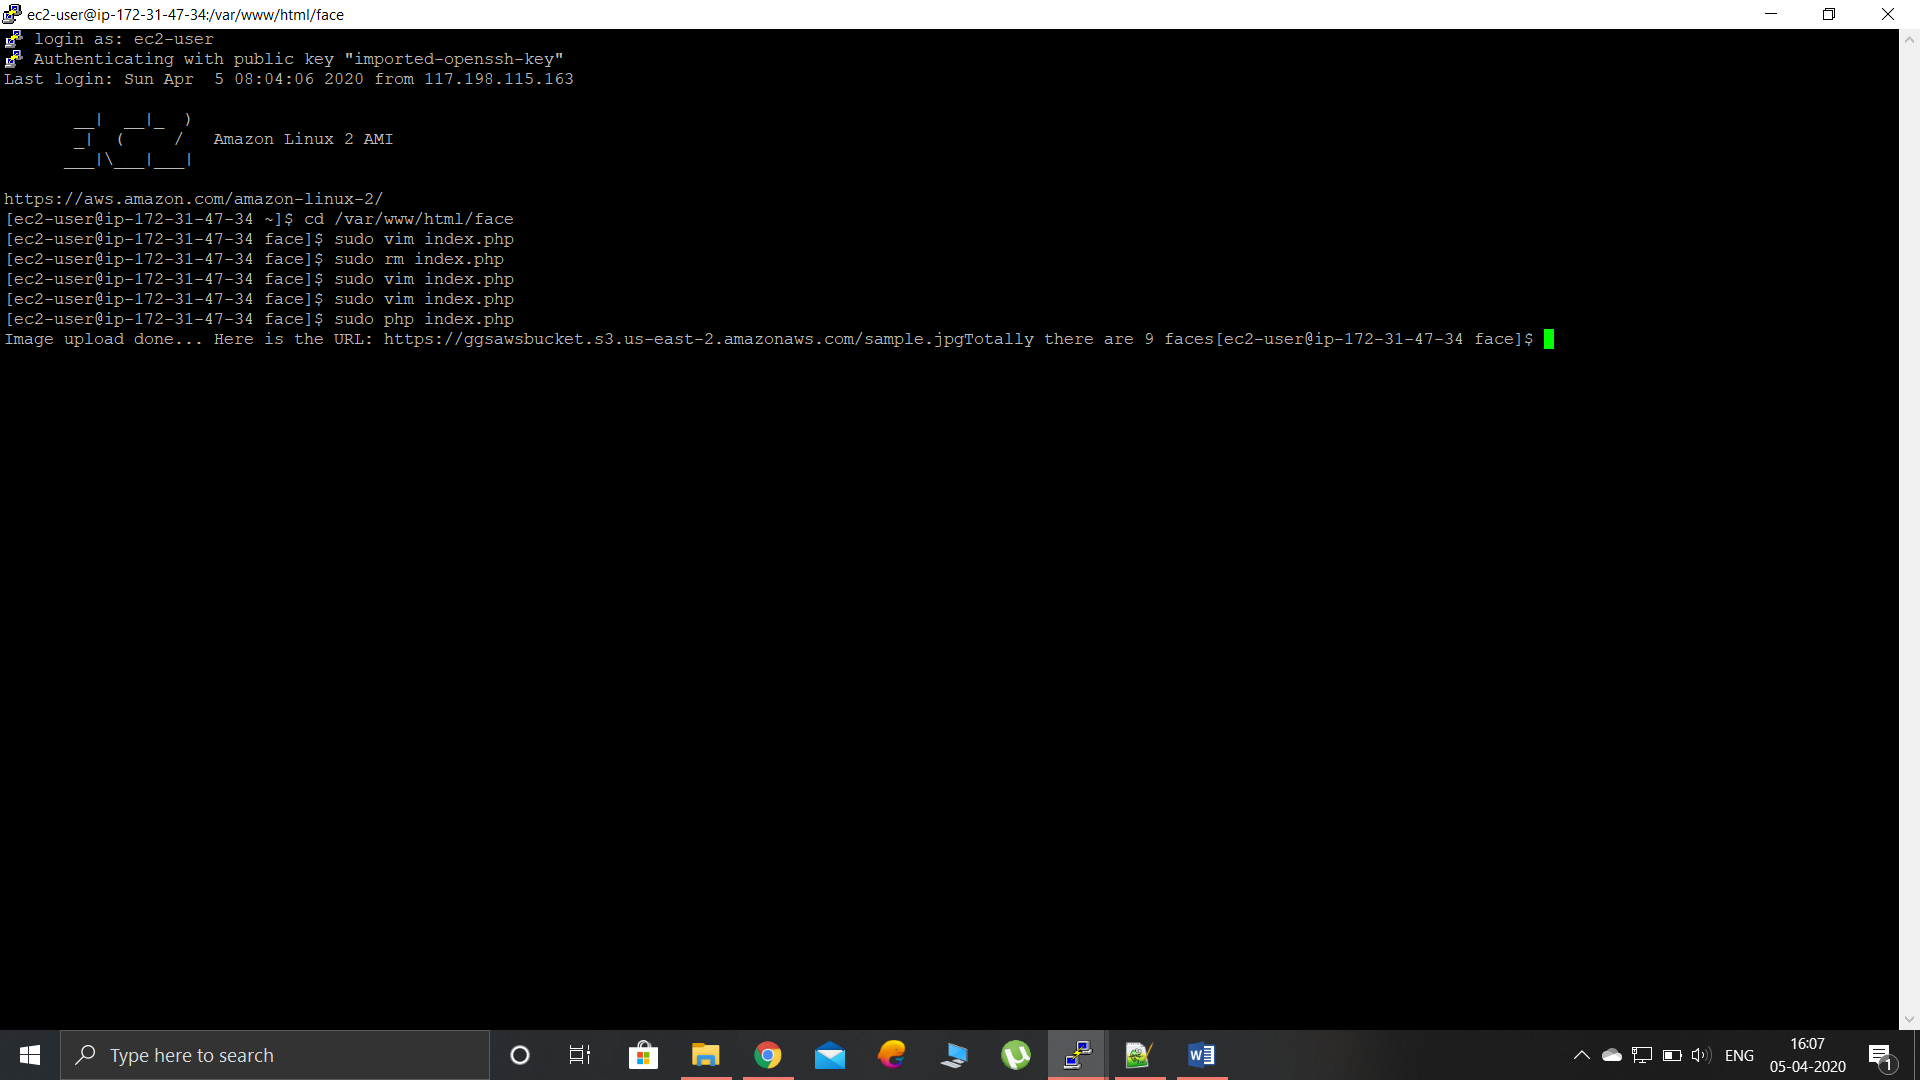 ec2-user@ip-172-31-47-34:/var/www/html/face
login as: ec2-user
Authenticating with public key "imported-openssh-key"
Last login: Sun Apr  5 08:04:06 2020 from 117.198.115.163
       __|  __|_  )
       _|  (     /   Amazon Linux 2 AMI
      ___|\___|___|
https://aws.amazon.com/amazon-linux-2/
[ec2-user@ip-172-31-47-34 ~]$ cd /var/www/html/face
[ec2-user@ip-172-31-47-34 face]$ sudo vim index.php
[ec2-user@ip-172-31-47-34 face]$ sudo rm index.php
[ec2-user@ip-172-31-47-34 face]$ sudo vim index.php
[ec2-user@ip-172-31-47-34 face]$ sudo vim index.php
[ec2-user@ip-172-31-47-34 face]$ sudo php index.php
Image upload done... Here is the URL: https://ggsawsbucket.s3.us-east-2.amazonaws.com/sample.jpgTotally there are 9 faces[ec2-user@ip-172-31-47-34 face]$
Type here to search
ENG
16:07
05-04-2020
1